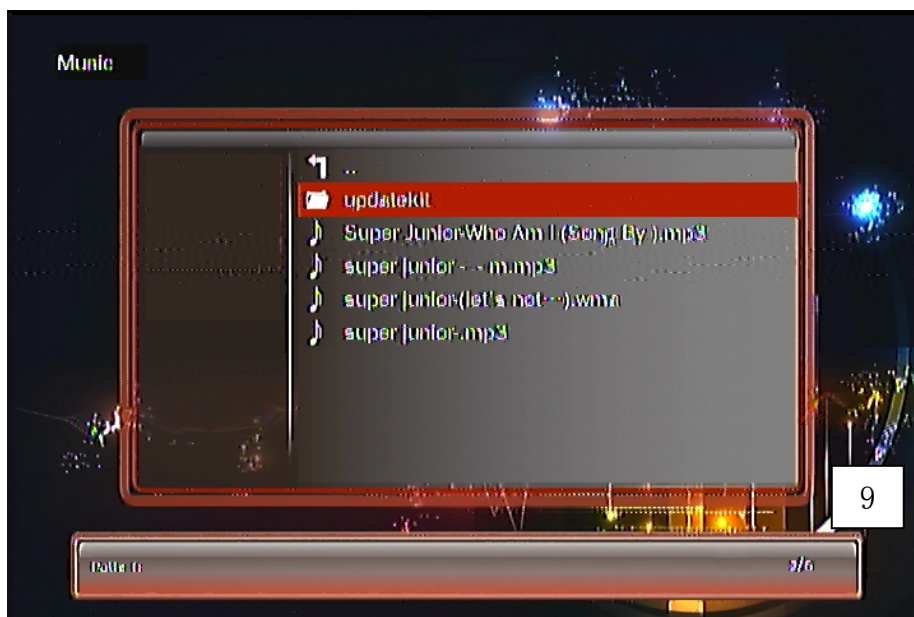 Music
..
updatekit
Super Junior-Who Am I (Song By ).mp3
super junior - - m.mp3
super junior-(let's not…).wma
super junior-.mp3
9
Path:
2/6